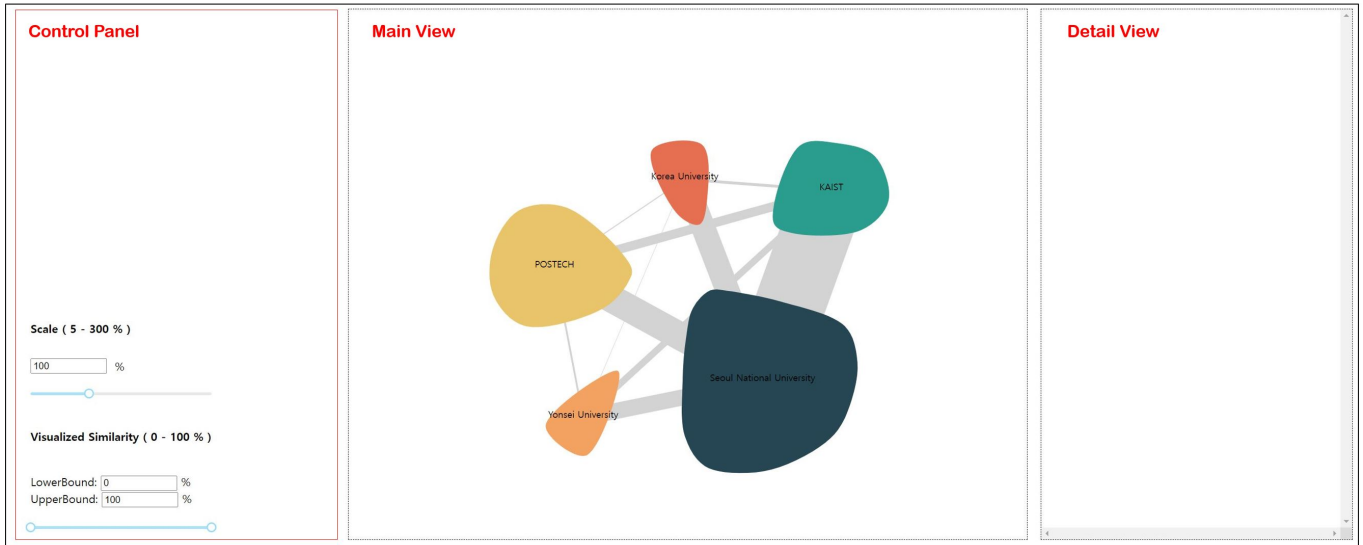 Control Panel
Scale ( 5 - 300 % )
100 %
Visualized Similarity ( 0 - 100 % )
LowerBound: 0 %
UpperBound: 100 %
Main View
Korea University
KAIST
POSTECH
Seoul National University
Yonsei University
Detail View